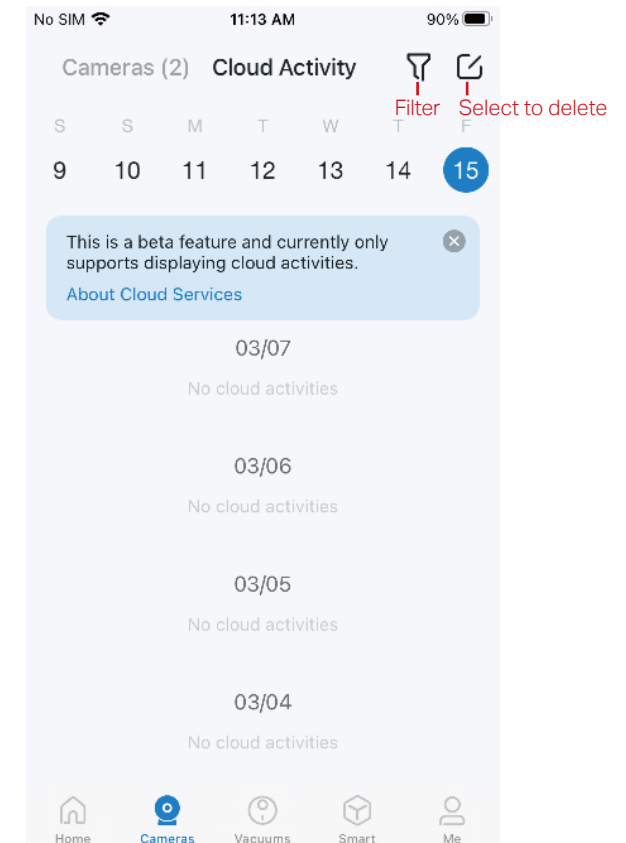 No SIM 11:13 AM 90%
Cameras (2) Cloud Activity
Filter Select to delete
S S M T W T F
9 10 11 12 13 14 15
This is a beta feature and currently only
supports displaying cloud activities.
About Cloud Services
03/07
No cloud activities
03/06
No cloud activities
03/05
No cloud activities
03/04
No cloud activities
Home Cameras Vacuums Smart Me